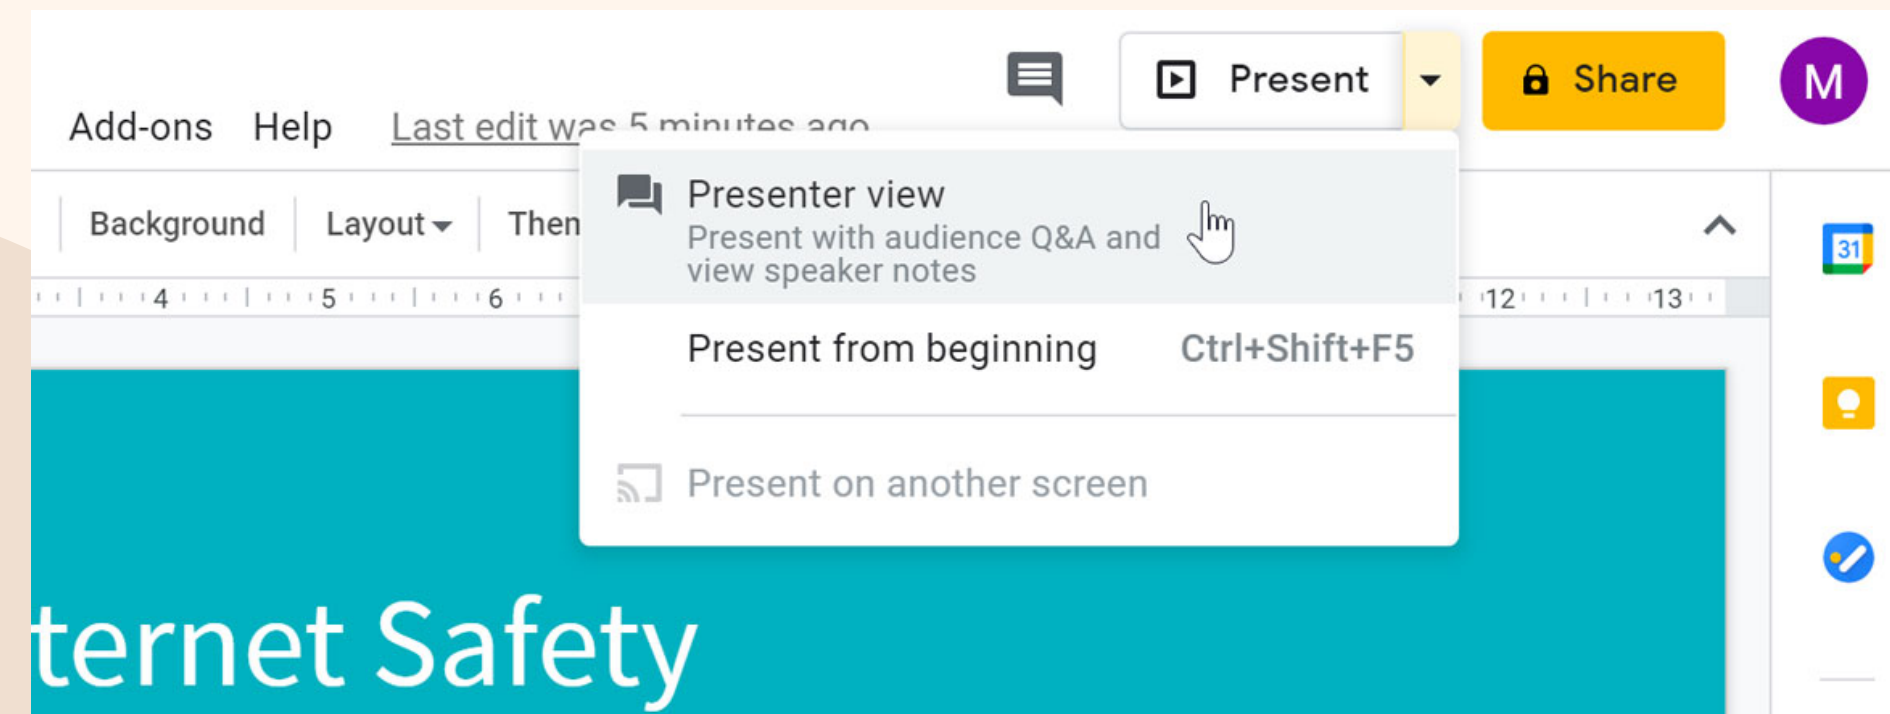 Present
Share
M
Add-ons Help Last edit was 5 minutes ago
Background Layout Then
Presenter view
Present with audience Q&A and
view speaker notes
31
4 5 6 12 13
Present from beginning Ctrl+Shift+F5
Present on another screen
ternet Safety